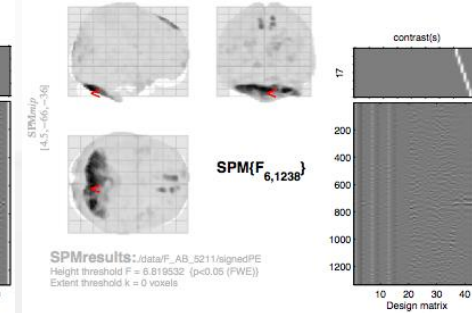 contrast(s)
SPMmip
[4.5, -66, -36]
17
SPM{F6,1238}
200
400
600
800
1000
1200
SPMresults: ./data/F_AB_5211/signedPE
Height threshold F = 6.819532 {p<0.05 (FWE)}
Extent threshold k = 0 voxels
10 20 30 40
Design matrix